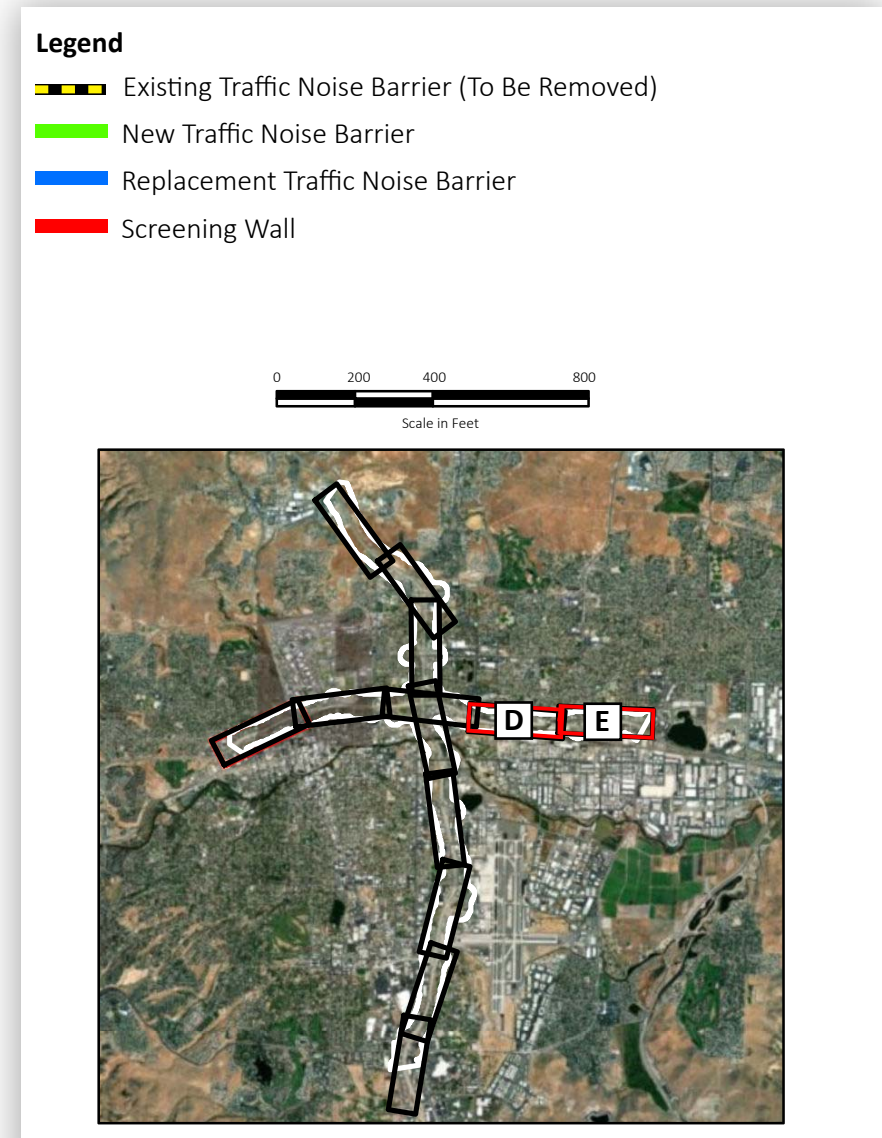 Legend
Existing Traffic Noise Barrier (To Be Removed)
New Traffic Noise Barrier
Replacement Traffic Noise Barrier
Screening Wall
0 200 400 800
Scale in Feet
D E